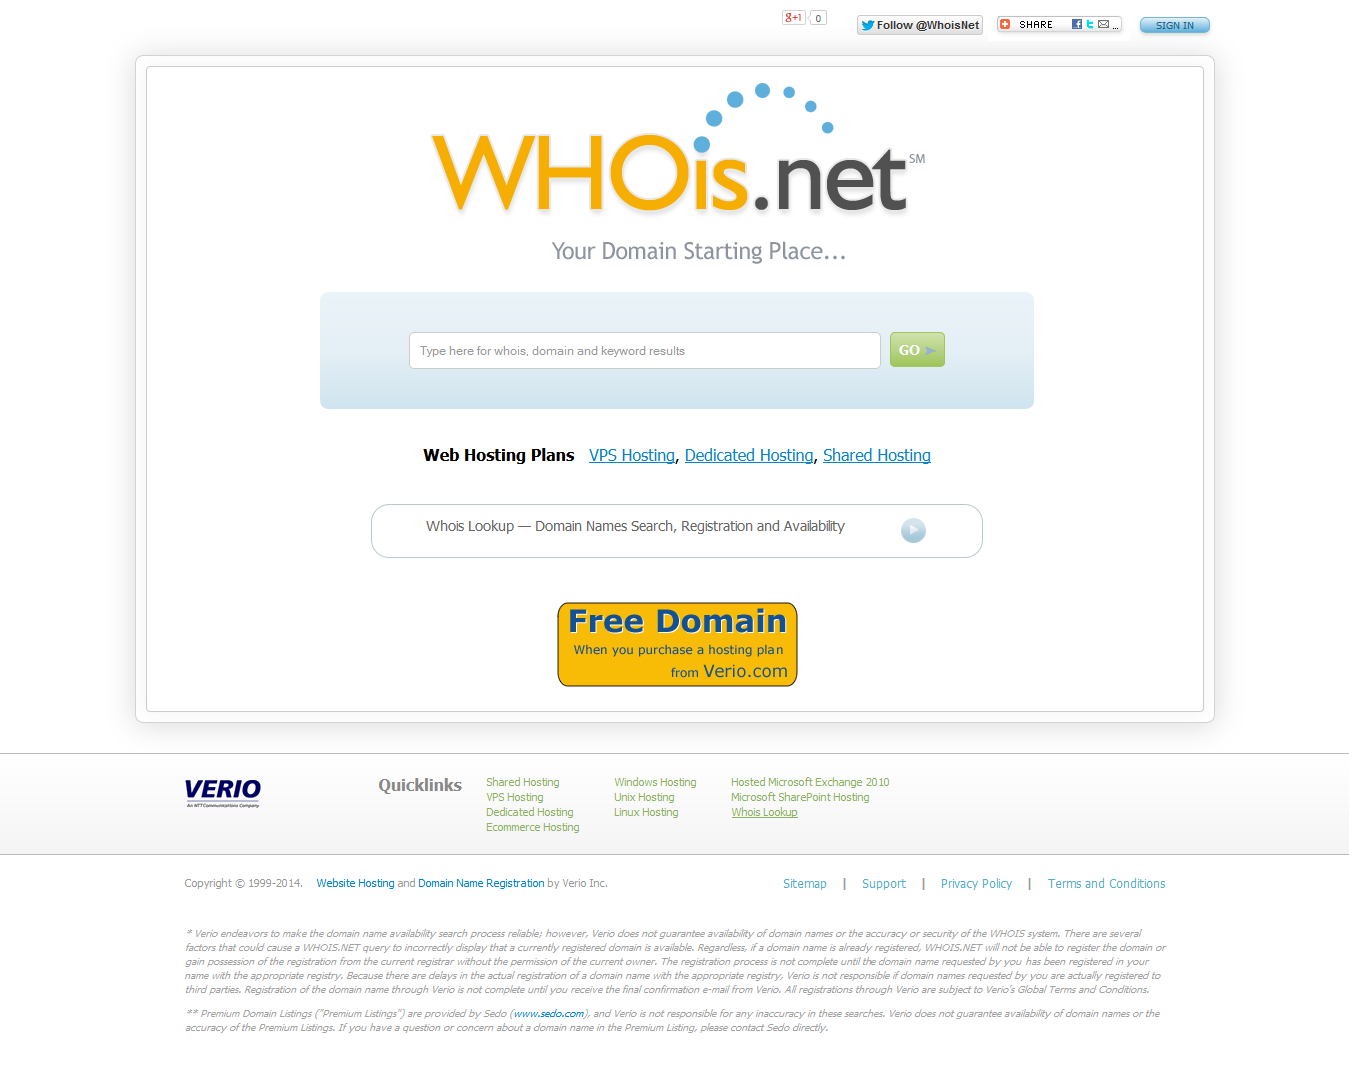 g+1 0 Follow @WhoisNet SHARE ... SIGN IN
WHOis.net SM
Your Domain Starting Place...
Type here for whois, domain and keyword results GO
Web Hosting Plans VPS Hosting, Dedicated Hosting, Shared Hosting
Whois Lookup — Domain Names Search, Registration and Availability
Free Domain
When you purchase a hosting plan
from Verio.com
VERIO
An NTT Communications Company
Quicklinks
Shared Hosting
VPS Hosting
Dedicated Hosting
Ecommerce Hosting
Windows Hosting
Unix Hosting
Linux Hosting
Hosted Microsoft Exchange 2010
Microsoft SharePoint Hosting
Whois Lookup
Copyright © 1999-2014. Website Hosting and Domain Name Registration by Verio Inc.
Sitemap | Support | Privacy Policy | Terms and Conditions
* Verio endeavors to make the domain name availability search process reliable; however, Verio does not guarantee availability of domain names or the accuracy or security of the WHOIS system. There are several
factors that could cause a WHOIS.NET query to incorrectly display that a currently registered domain is available. Regardless, if a domain name is already registered, WHOIS.NET will not be able to register the domain or
gain possession of the registration from the current registrar without the permission of the current owner. The registration process is not complete until the domain name requested by you has been registered in your
name with the appropriate registry. Because there are delays in the actual registration of a domain name with the appropriate registry, Verio is not responsible if domain names requested by you are actually registered to
third parties. Registration of the domain name through Verio is not complete until you receive the final confirmation e-mail from Verio. All registrations through Verio are subject to Verio's Global Terms and Conditions.
** Premium Domain Listings ("Premium Listings") are provided by Sedo (www.sedo.com), and Verio is not responsible for any inaccuracy in these searches. Verio does not guarantee availability of domain names or the
accuracy of the Premium Listings. If you have a question or concern about a domain name in the Premium Listing, please contact Sedo directly.